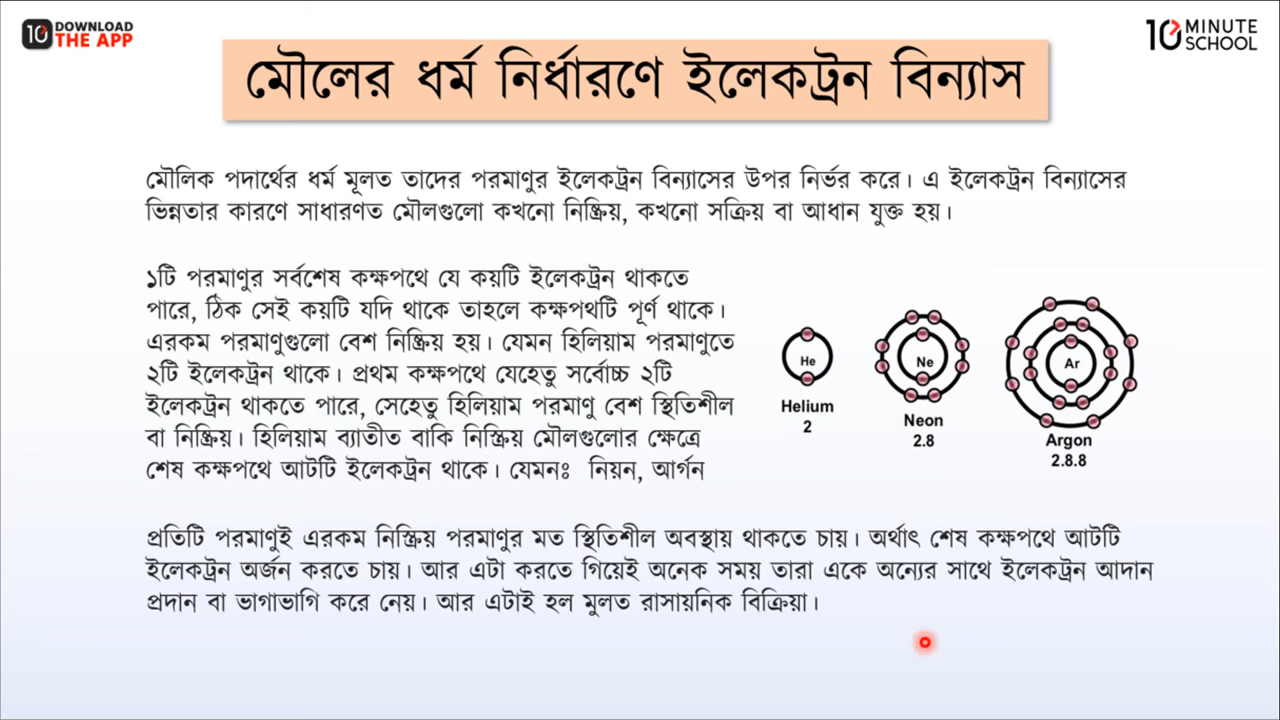 10 DOWNLOAD THE APP
10 MINUTE SCHOOL
মৌলের ধর্ম নির্ধারণে ইলেকট্রন বিন্যাস
মৌলিক পদার্থের ধর্ম মূলত তাদের পরমাণুর ইলেকট্রন বিন্যাসের উপর নির্ভর করে। এ ইলেকট্রন বিন্যাসের
ভিন্নতার কারণে সাধারণত মৌলগুলো কখনো নিষ্ক্রিয়, কখনো সক্রিয় বা আধান যুক্ত হয়।
১টি পরমাণুর সর্বশেষ কক্ষপথে যে কয়টি ইলেকট্রন থাকতে
পারে, ঠিক সেই কয়টি যদি থাকে তাহলে কক্ষপথটি পূর্ণ থাকে।
এরকম পরমাণুগুলো বেশ নিষ্ক্রিয় হয়। যেমন হিলিয়াম পরমাণুতে
২টি ইলেকট্রন থাকে। প্রথম কক্ষপথে যেহেতু সর্বোচ্চ ২টি
ইলেকট্রন থাকতে পারে, সেহেতু হিলিয়াম পরমাণু বেশ স্থিতিশীল
বা নিষ্ক্রিয়। হিলিয়াম ব্যাতীত বাকি নিস্ক্রিয় মৌলগুলোর ক্ষেত্রে
শেষ কক্ষপথে আটটি ইলেকট্রন থাকে। যেমনঃ নিয়ন, আর্গন
He
Helium
2
Ne
Neon
2.8
Ar
Argon
2.8.8
প্রতিটি পরমাণুই এরকম নিস্ক্রিয় পরমাণুর মত স্থিতিশীল অবস্থায় থাকতে চায়। অর্থাৎ শেষ কক্ষপথে আটটি
ইলেকট্রন অর্জন করতে চায়। আর এটা করতে গিয়েই অনেক সময় তারা একে অন্যের সাথে ইলেকট্রন আদান
প্রদান বা ভাগাভাগি করে নেয়। আর এটাই হল মুলত রাসায়নিক বিক্রিয়া।